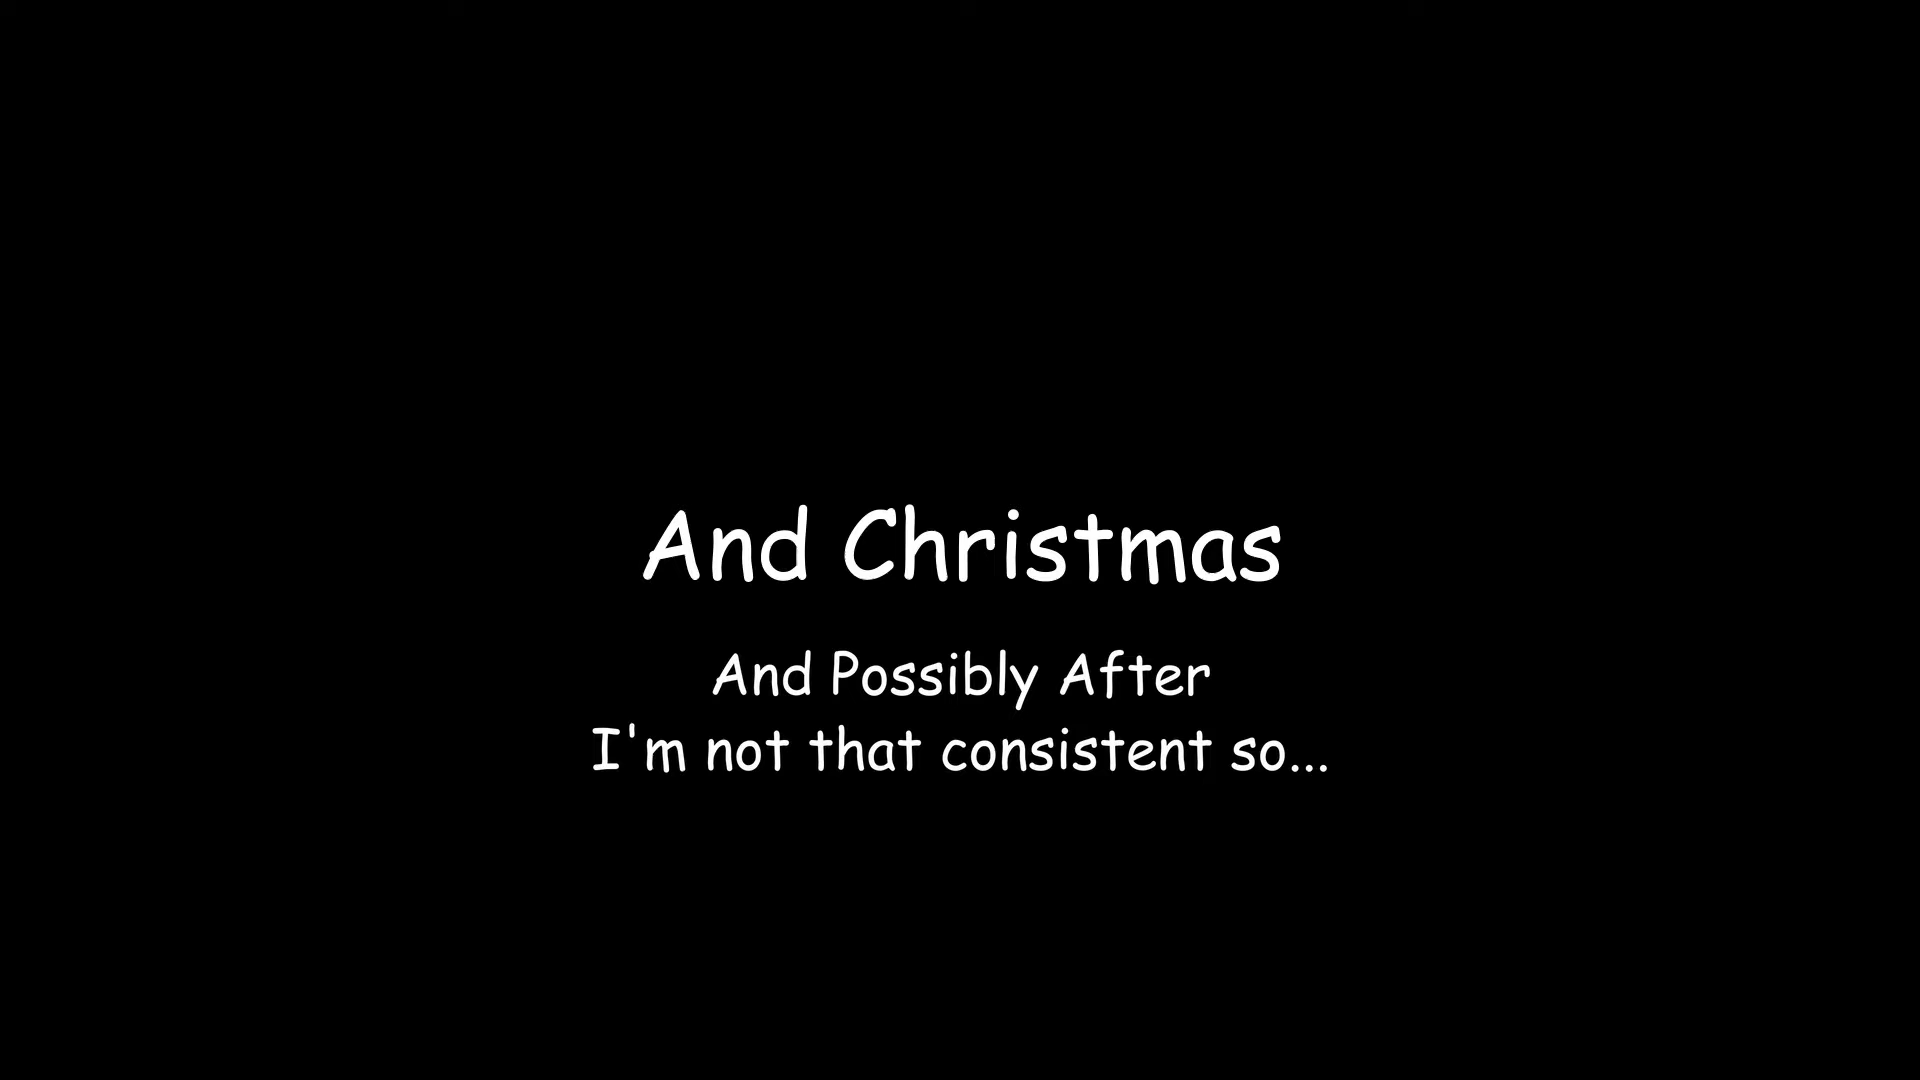 And Christmas
And Possibly After
I'm not that consistent so...